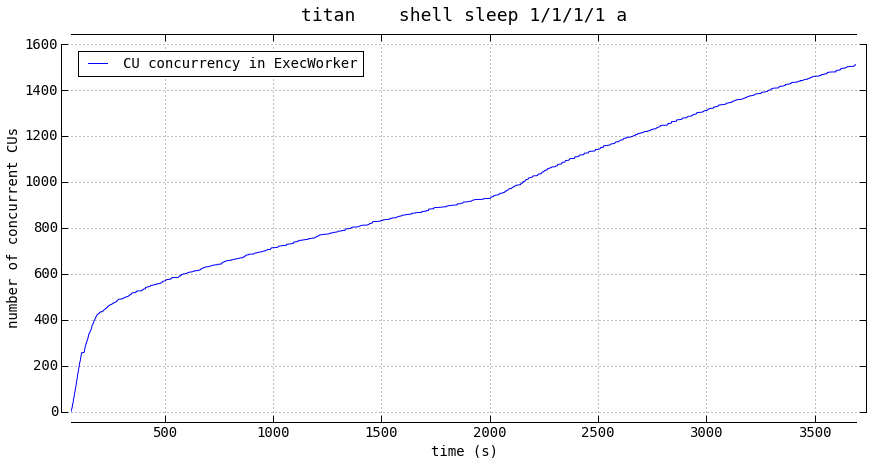 titan    shell sleep 1/1/1/1 a
CU concurrency in ExecWorker
number of concurrent CUs
1600
1400
1200
1000
800
600
400
200
0
500 1000 1500 2000 2500 3000 3500
time (s)